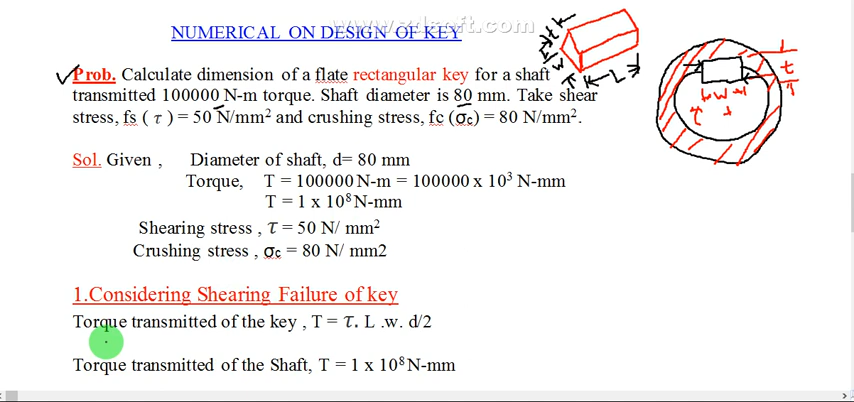 www.zdsoft.com
NUMERICAL ON DESIGN OF KEY
Prob. Calculate dimension of a flate rectangular key for a shaft
transmitted 100000 N-m torque. Shaft diameter is 80 mm. Take shear
stress, fs ( τ ) = 50 N/mm² and crushing stress, fc (σc) = 80 N/mm².
t
w
L
t
w
Sol. Given , Diameter of shaft, d= 80 mm
Torque, T = 100000 N-m = 100000 x 10³ N-mm
T = 1 x 10⁸ N-mm
Shearing stress , τ = 50 N/ mm²
Crushing stress , σc = 80 N/ mm2
1.Considering Shearing Failure of key
Torque transmitted of the key , T = τ. L .w. d/2
Torque transmitted of the Shaft, T = 1 x 10⁸ N-mm